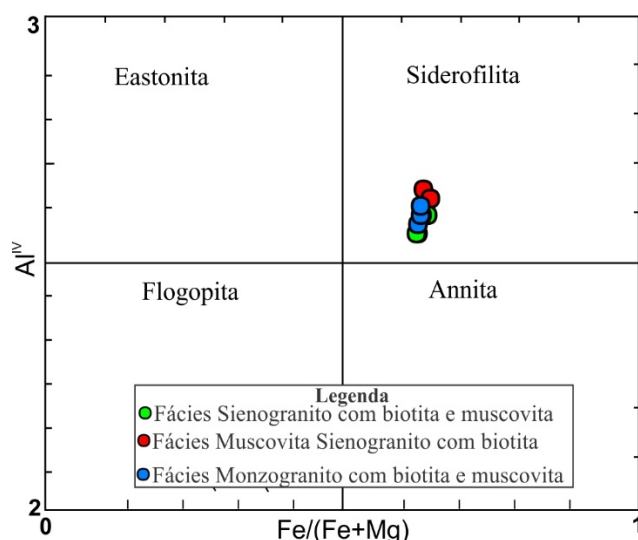 3
Eastonita
Siderofilita
Al^IV
Flogopita
Annita
Legenda
Fácies Sienogranito com biotita e muscovita
Fácies Muscovita Sienogranito com biotita
Fácies Monzogranito com biotita e muscovita
2
0
Fe/(Fe+Mg)
1